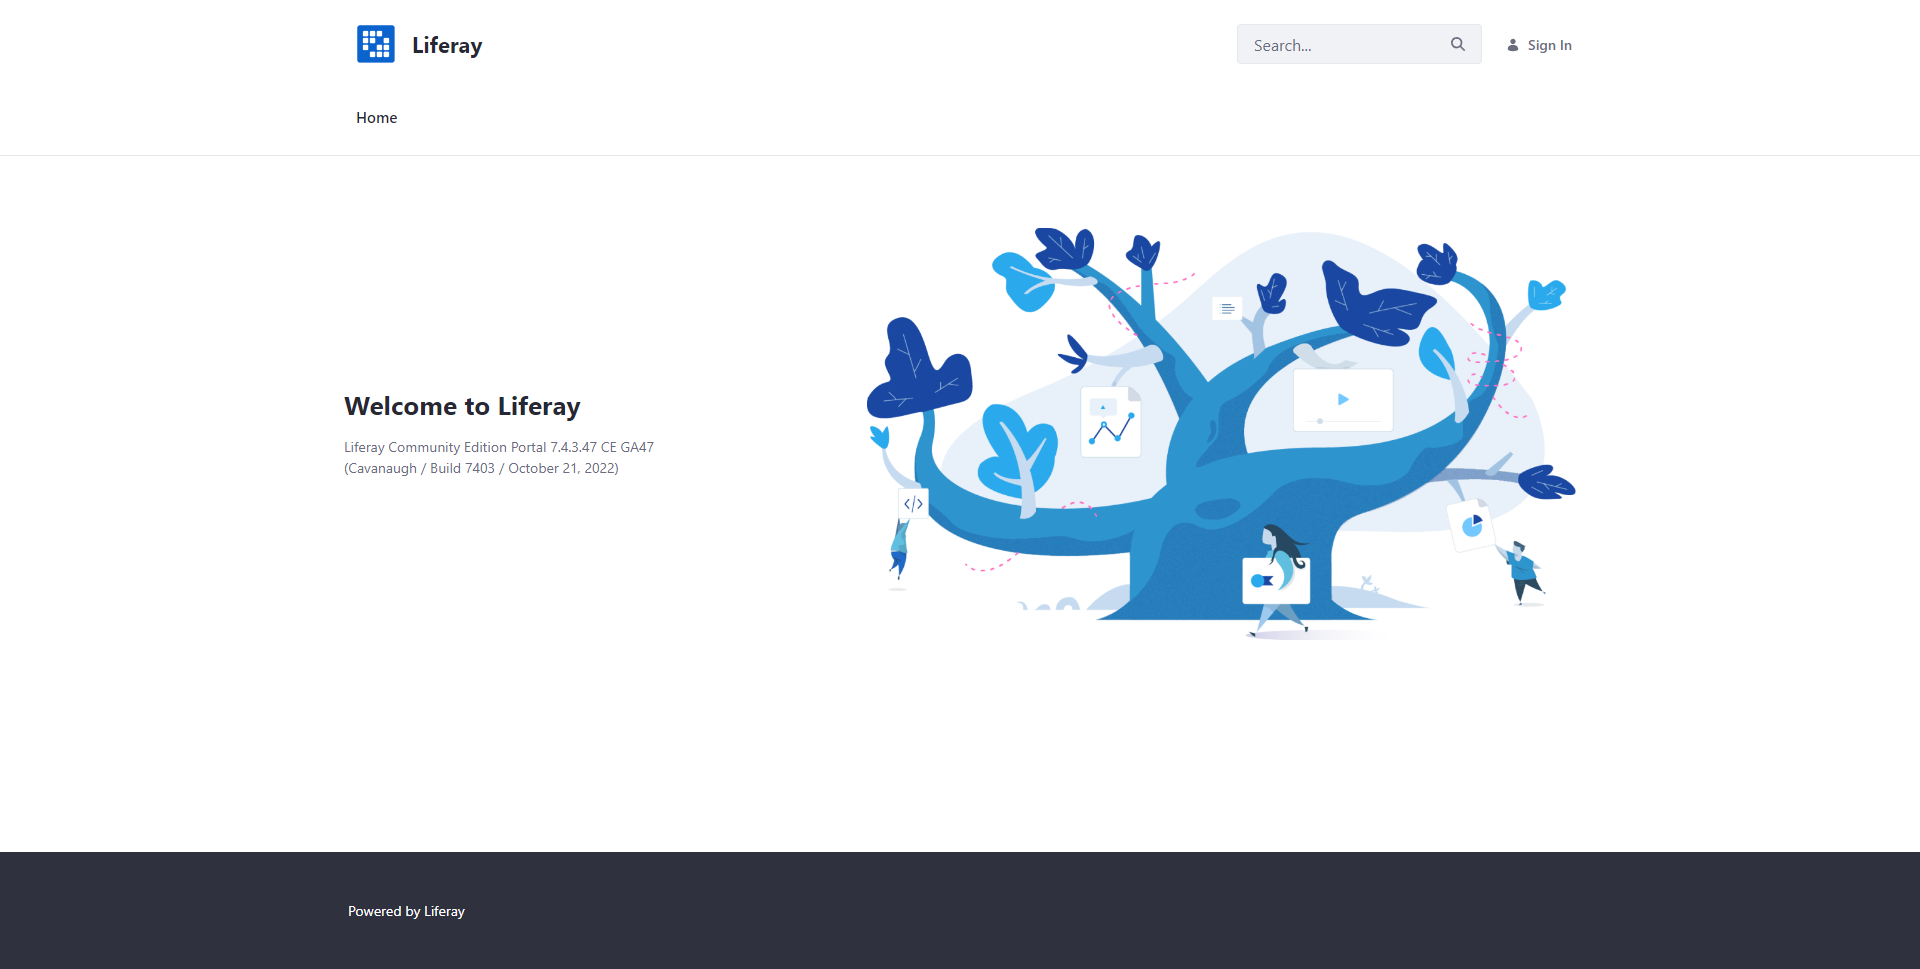 Liferay
Search...
Sign In
Home
Welcome to Liferay
Liferay Community Edition Portal 7.4.3.47 CE GA47
(Cavanaugh / Build 7403 / October 21, 2022)
</>
Powered by Liferay